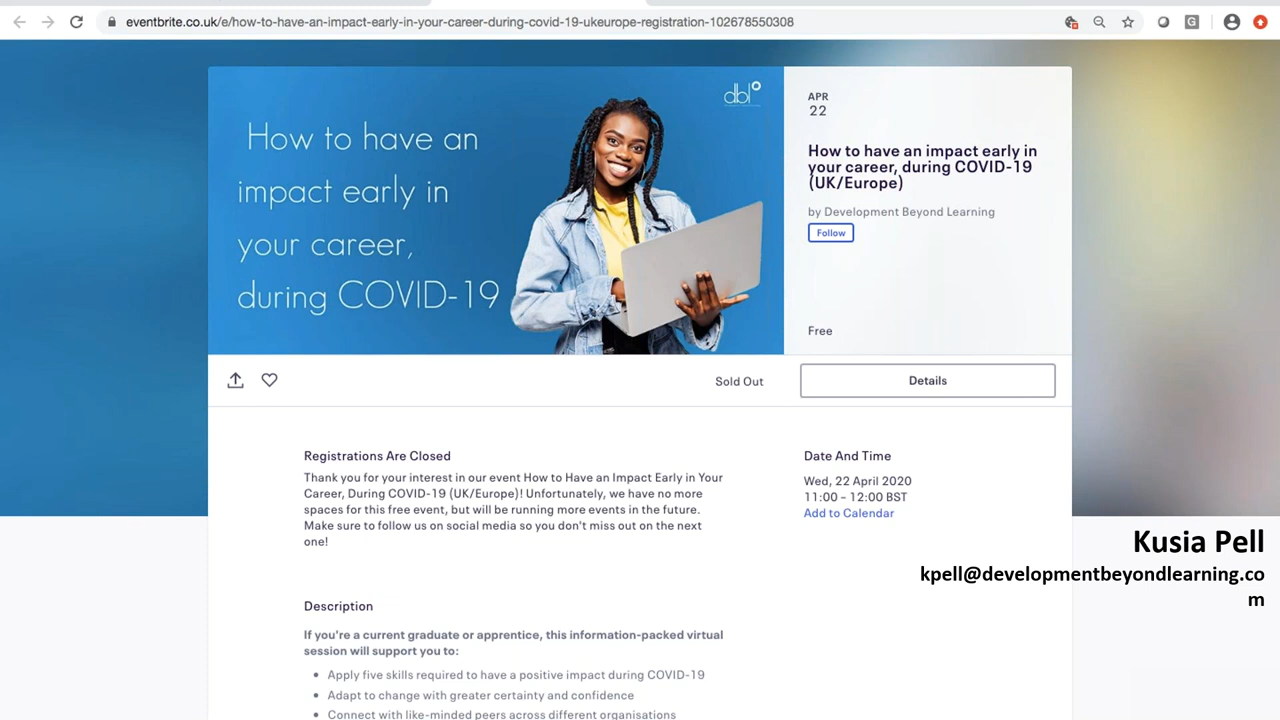 eventbrite.co.uk/e/how-to-have-an-impact-early-in-your-career-during-covid-19-ukeurope-registration-102678550308
dbl
How to have an
impact early in
your career,
during COVID-19
APR
22
How to have an impact early in
your career, during COVID-19
(UK/Europe)
by Development Beyond Learning
Follow
Free
Sold Out
Details
Registrations Are Closed
Thank you for your interest in our event How to Have an Impact Early in Your
Career, During COVID-19 (UK/Europe)! Unfortunately, we have no more
spaces for this free event, but will be running more events in the future.
Make sure to follow us on social media so you don't miss out on the next
one!
Date And Time
Wed, 22 April 2020
11:00 – 12:00 BST
Add to Calendar
Kusia Pell
kpell@developmentbeyondlearning.co
m
Description
If you're a current graduate or apprentice, this information-packed virtual
session will support you to:
• Apply five skills required to have a positive impact during COVID-19
• Adapt to change with greater certainty and confidence
• Connect with like-minded peers across different organisations